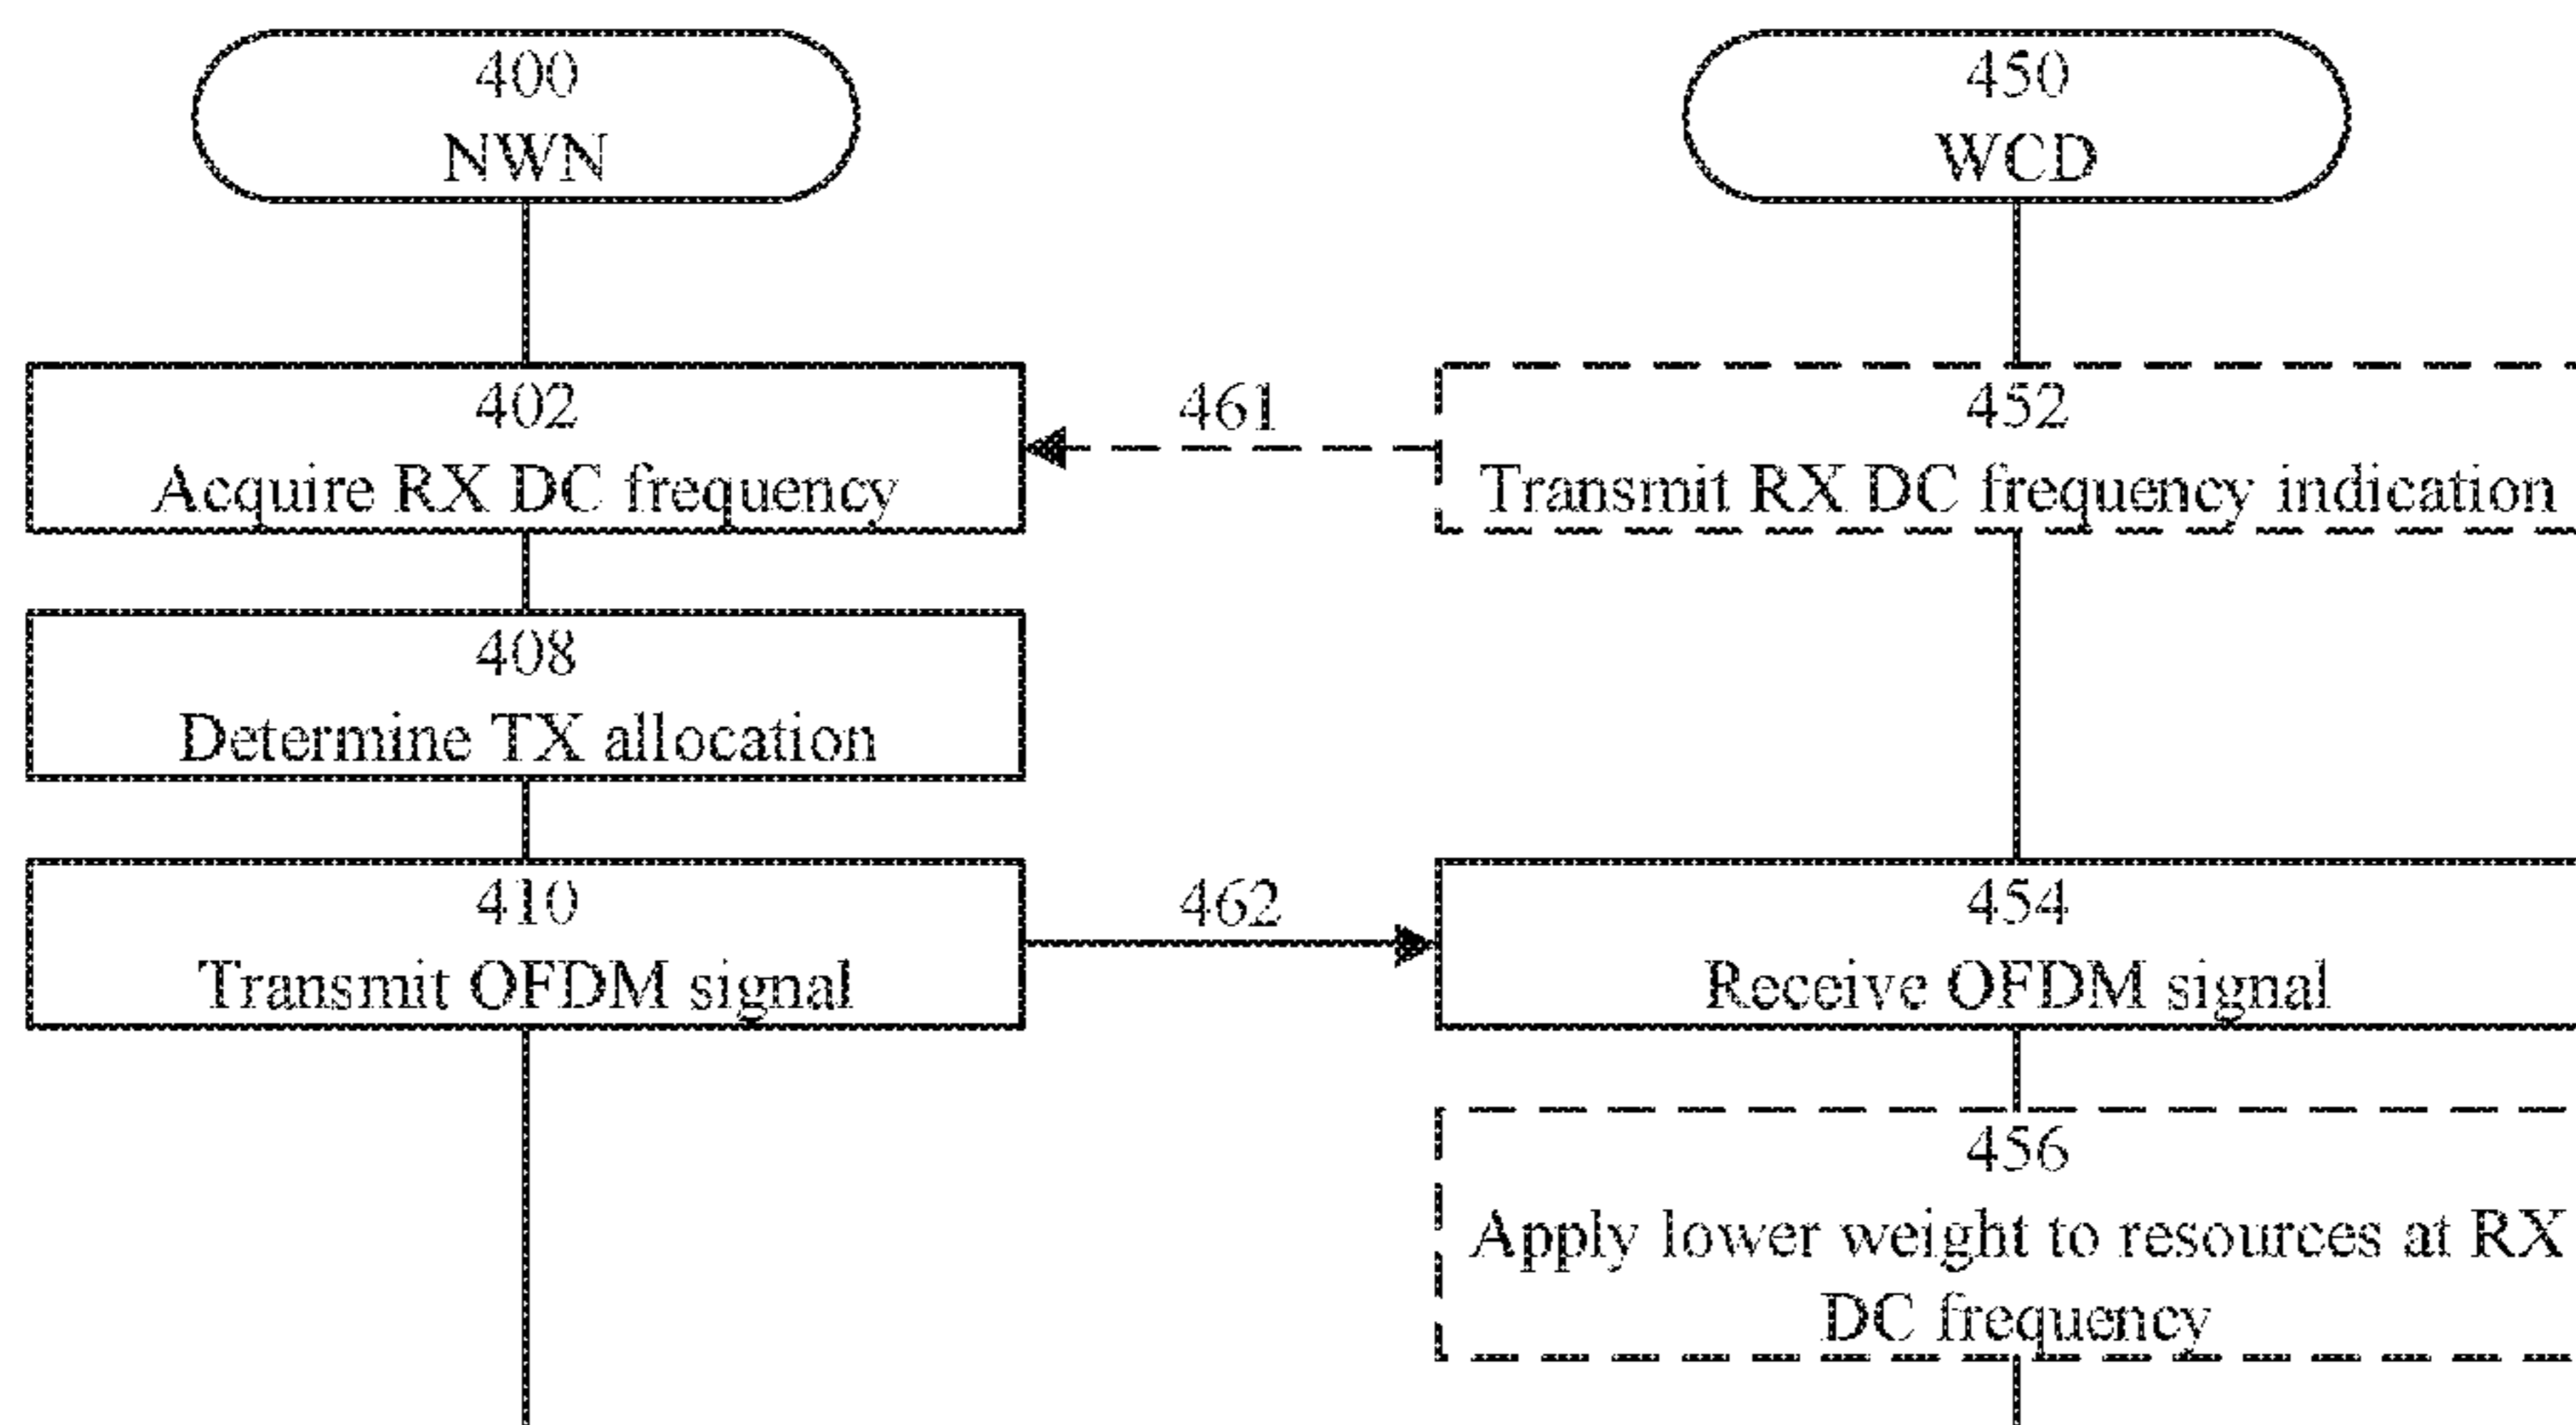 400
NWN
450
WCD
402
Acquire RX DC frequency
461
452
Transmit RX DC frequency indication
408
Determine TX allocation
410
Transmit OFDM signal
462
454
Receive OFDM signal
456
Apply lower weight to resources at RX
DC frequency